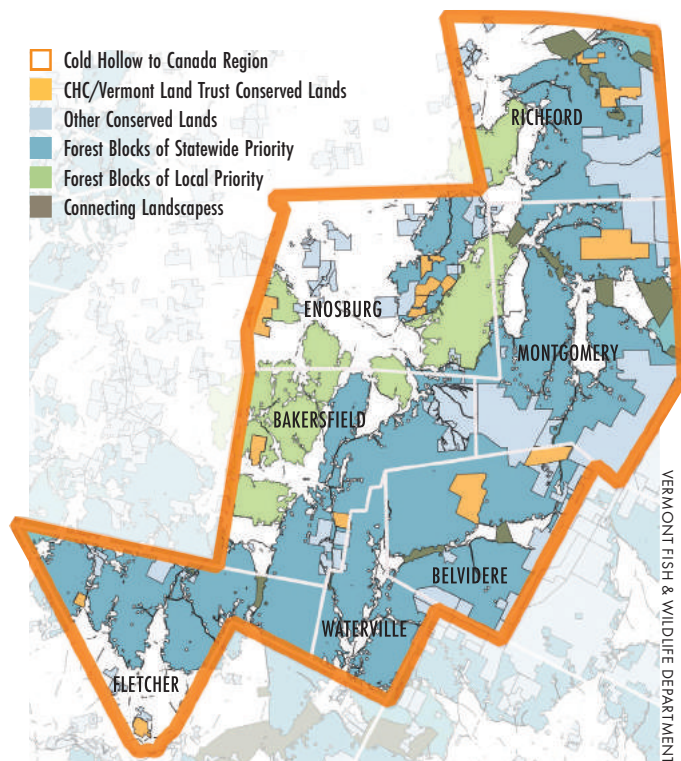 Cold Hollow to Canada Region
CHC/Vermont Land Trust Conserved Lands
Other Conserved Lands
Forest Blocks of Statewide Priority
Forest Blocks of Local Priority
Connecting Landscapess
RICHFORD
ENOSBURG
MONTGOMERY
BAKERSFIELD
BELVIDERE
WATERVILLE
FLETCHER
VERMONT FISH & WILDLIFE DEPARTMENT